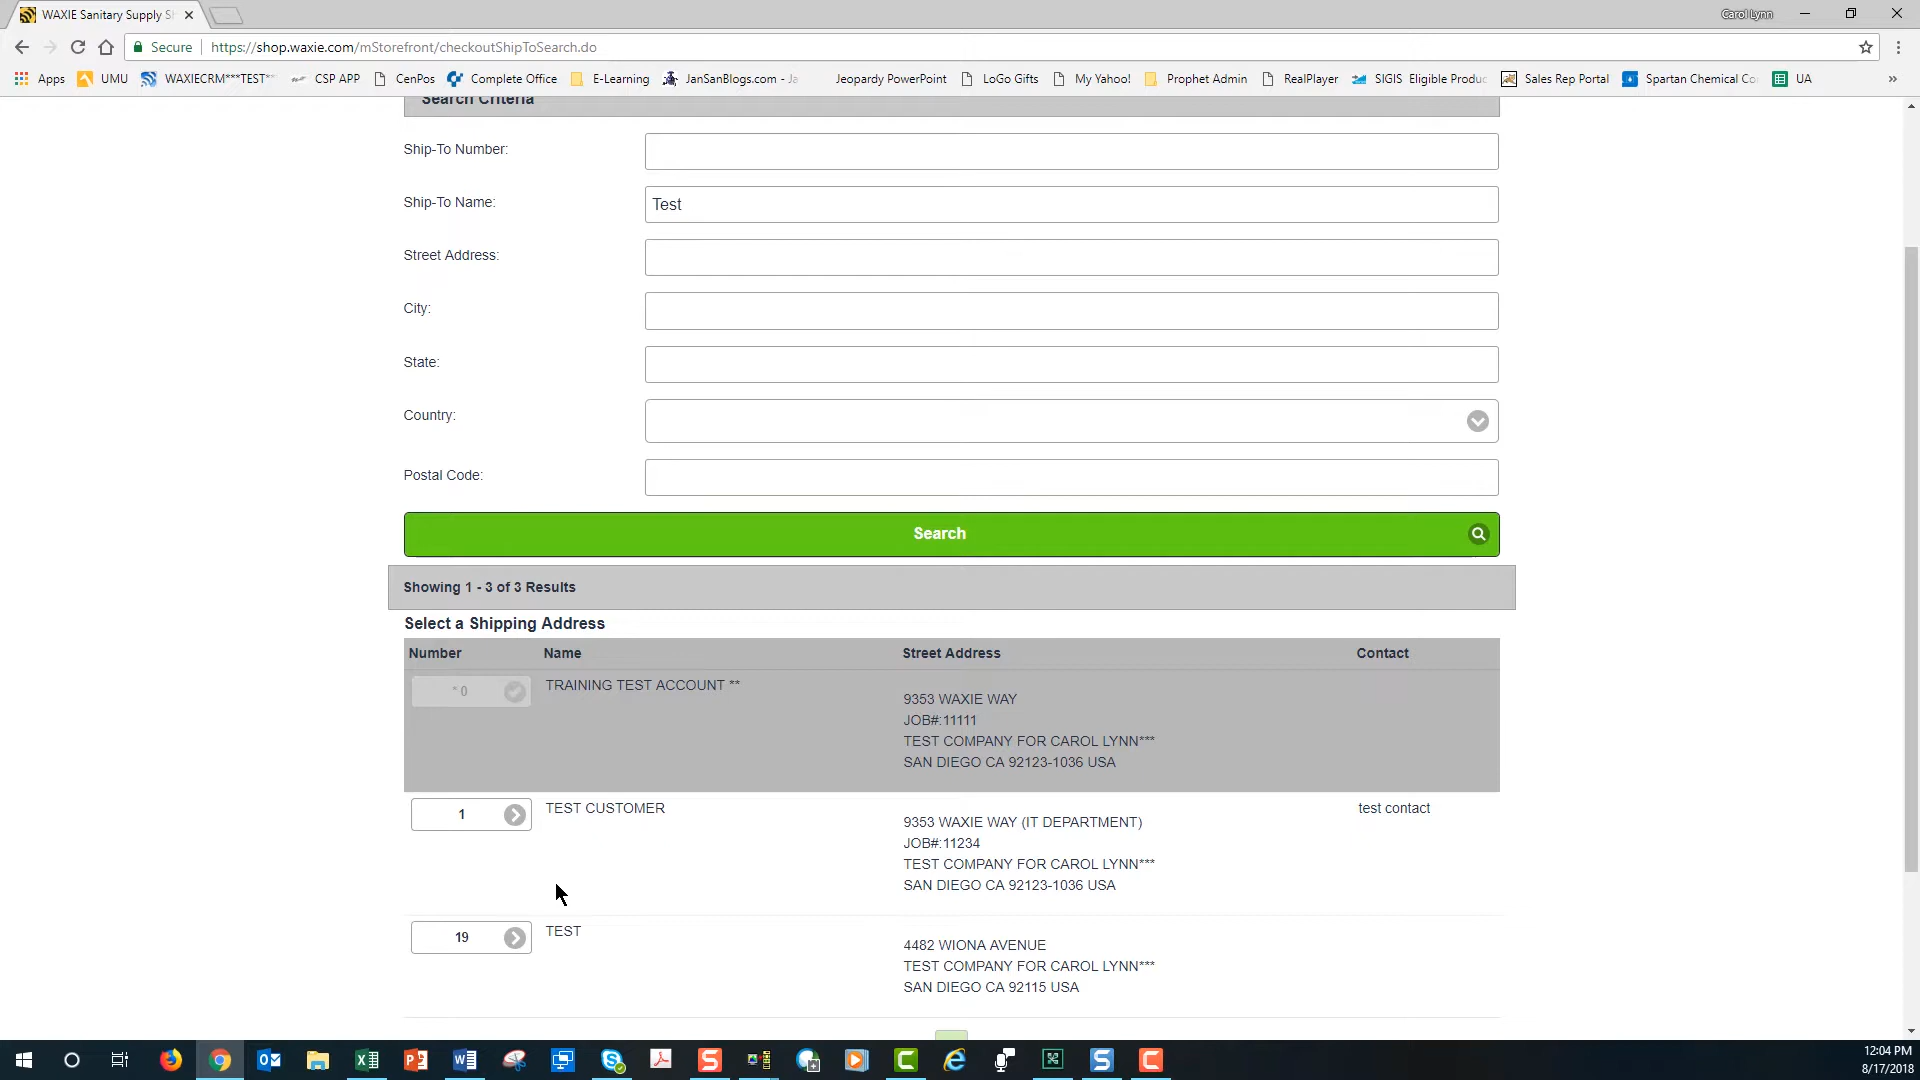 WAXIE Sanitary Supply S
Carol Lynn
Secure
https://shop.waxie.com/mStorefront/checkoutShipToSearch.do
Apps
UMU
WAXIECRM***TEST**
CSP APP
CenPos
Complete Office
E-Learning
JanSanBlogs.com - Ja
Jeopardy PowerPoint
LoGo Gifts
My Yahoo!
Prophet Admin
RealPlayer
SIGIS Eligible Produc
Sales Rep Portal
Spartan Chemical Co
UA
»
Search Criteria
Ship-To Number:
Ship-To Name:
Test
Street Address:
City:
State:
Country:
Postal Code:
Search
Showing 1 - 3 of 3 Results
Select a Shipping Address
Number Name Street Address Contact
* 0
TRAINING TEST ACCOUNT **
9353 WAXIE WAY
JOB#:11111
TEST COMPANY FOR CAROL LYNN***
SAN DIEGO CA 92123-1036 USA
1
TEST CUSTOMER
test contact
9353 WAXIE WAY (IT DEPARTMENT)
JOB#:11234
TEST COMPANY FOR CAROL LYNN***
SAN DIEGO CA 92123-1036 USA
19
TEST
4482 WIONA AVENUE
TEST COMPANY FOR CAROL LYNN***
SAN DIEGO CA 92115 USA
12:04 PM
8/17/2018